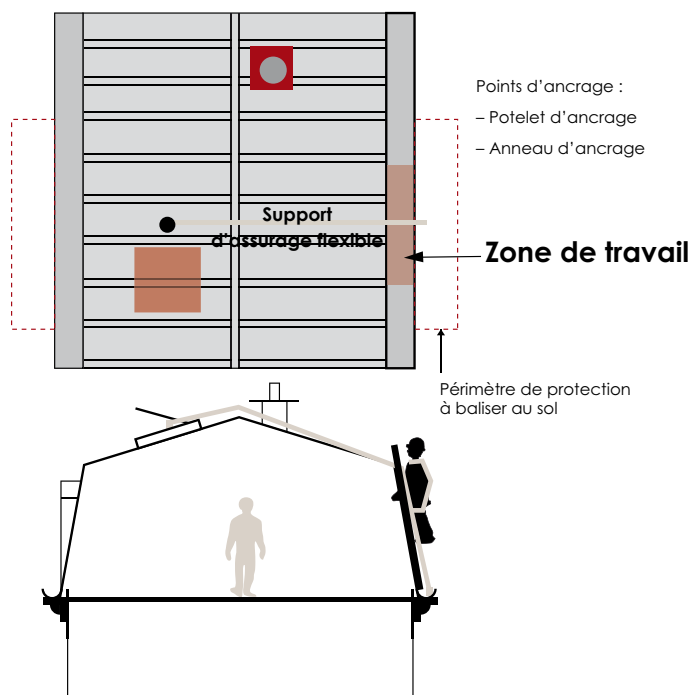 Points d’ancrage :
– Potelet d’ancrage
– Anneau d’ancrage
Support
d’assurage flexible
Zone de travail
Périmètre de protection
à baliser au sol